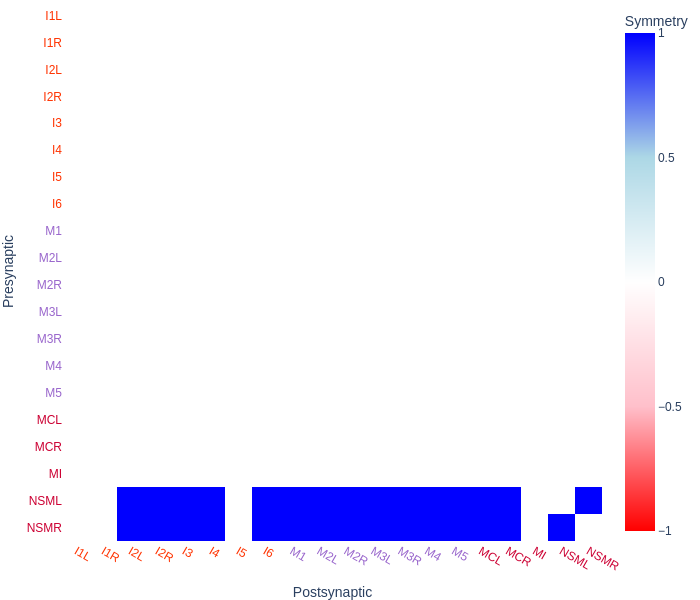 Symmetry
I1L
I1R
I2L
I2R
I3
I4
I5
I6
M1
M2L
M2R
M3L
M3R
M4
M5
MCL
MCR
MI
NSML
NSMR
Presynaptic
I1L I1R I2L I2R I3 I4 I5 I6 M1 M2L M2R M3L M3R M4 M5 MCL MCR MI NSML NSMR
Postsynaptic
1
0.5
0
−0.5
−1